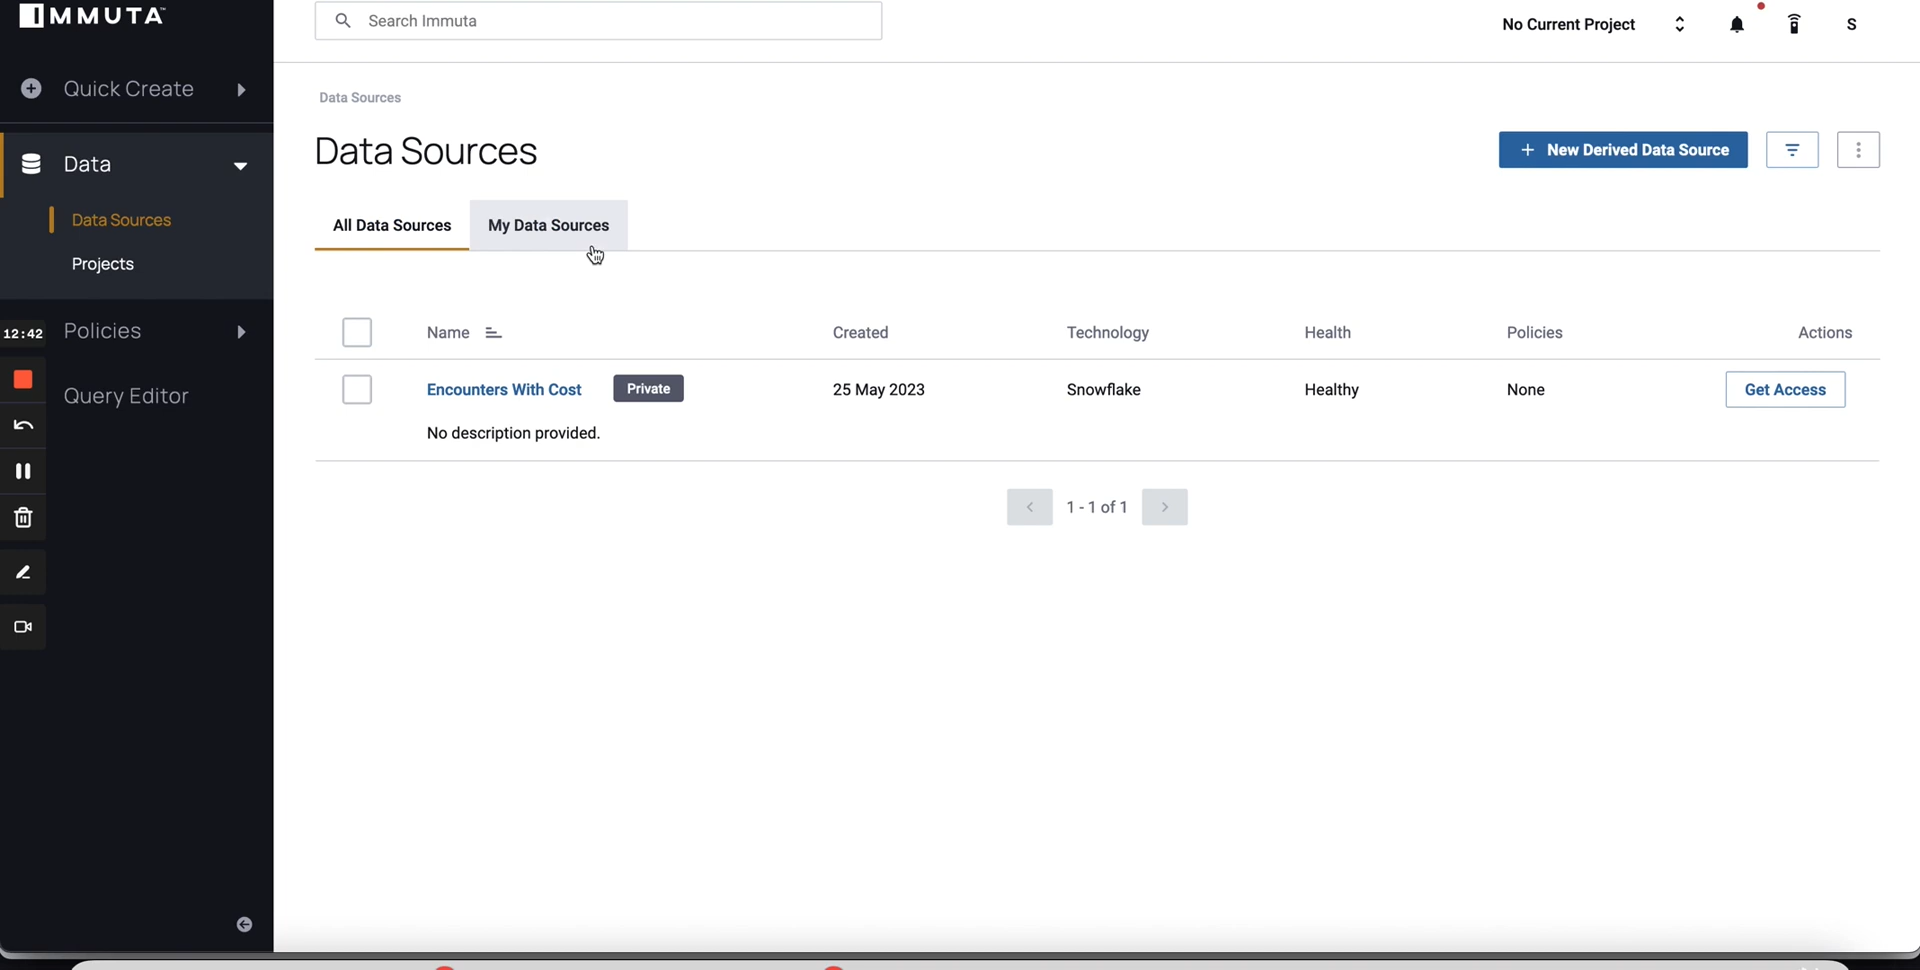 IMMUTA
Search Immuta
No Current Project
S
Quick Create
Data Sources
Data
Data Sources
New Derived Data Source
Data Sources
All Data Sources
My Data Sources
Projects
12:42
Policies
Name
Created
Technology
Health
Policies
Actions
Query Editor
Encounters With Cost
Private
25 May 2023
Snowflake
Healthy
None
Get Access
No description provided.
1 - 1 of 1